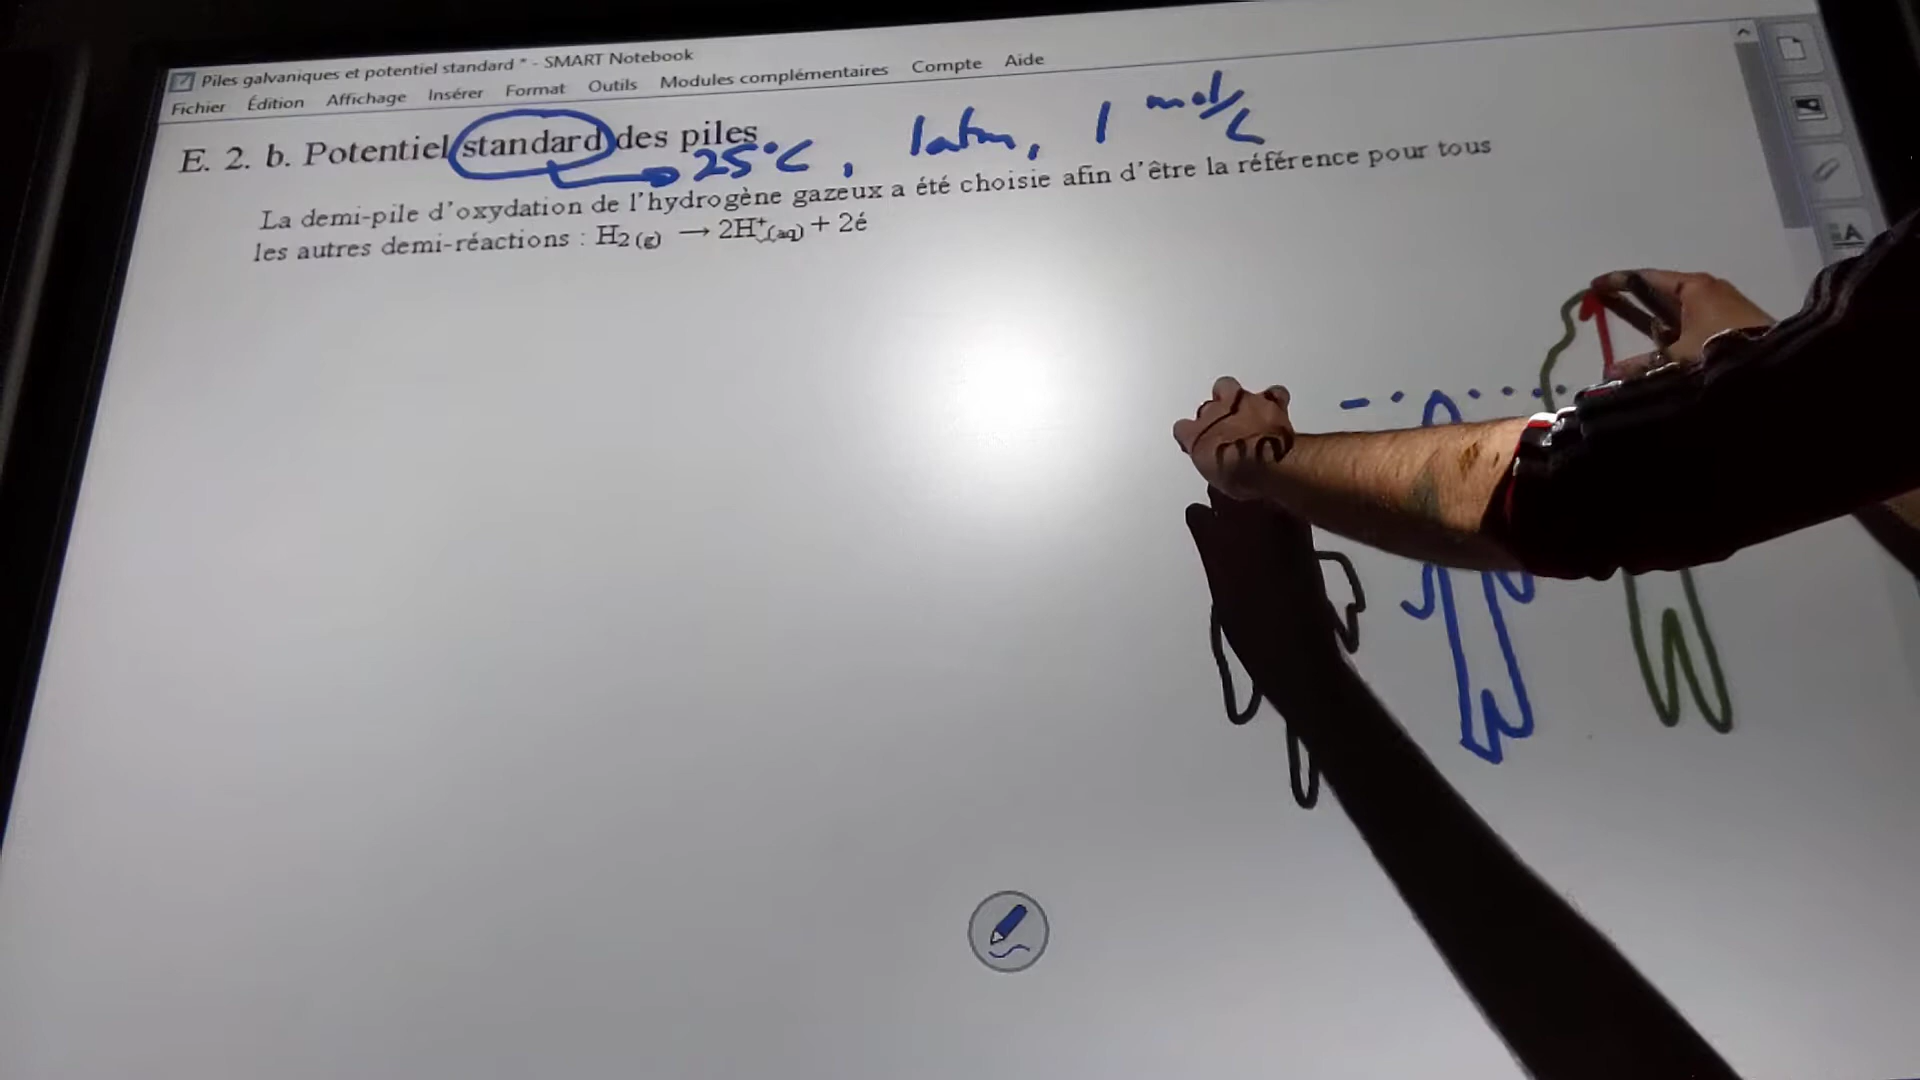 Piles galvaniques et potentiel standard * - SMART Notebook
Fichier Édition Affichage Insérer Format Outils Modules complémentaires Compte Aide
E. 2. b. Potentiel standard des piles
25°C, 1atm, 1 mol/L
La demi-pile d'oxydation de l'hydrogène gazeux a été choisie afin d'être la référence pour tous
les autres demi-réactions : H2 (g) → 2H+(aq) + 2é
A